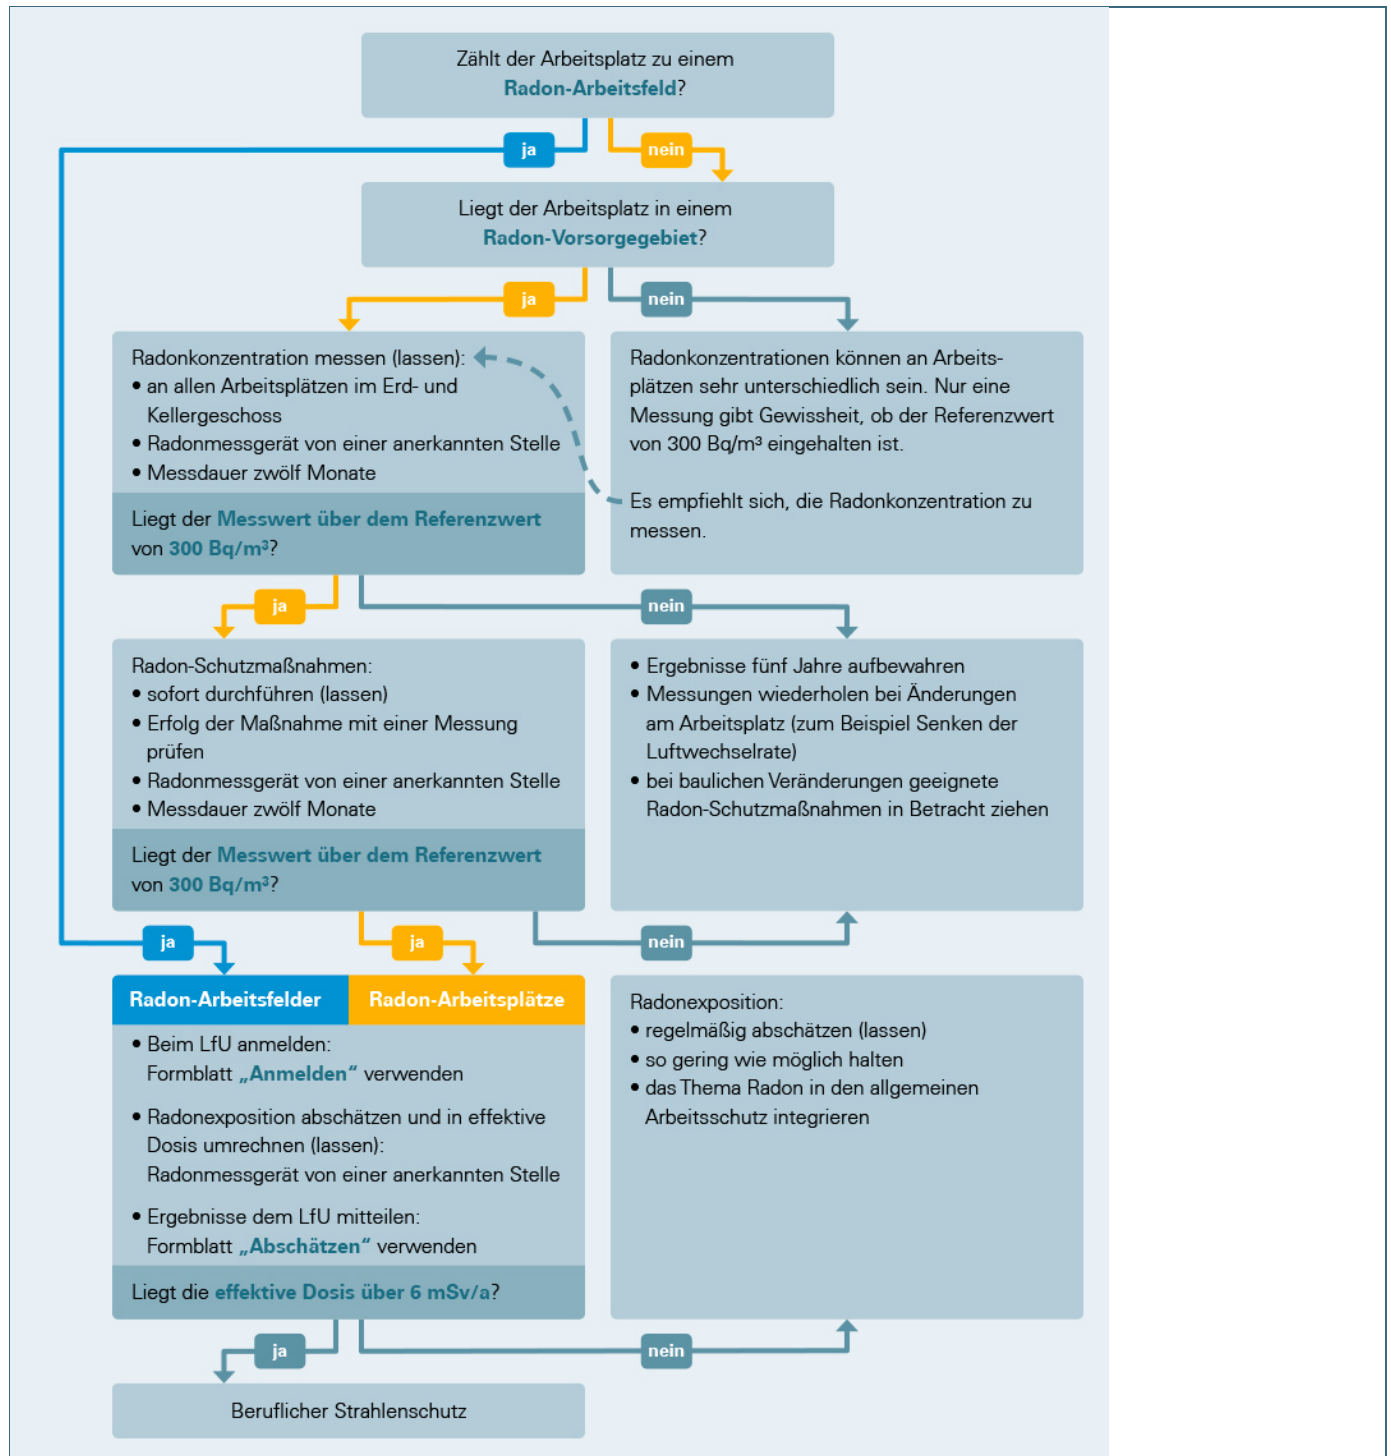 Zählt der Arbeitsplatz zu einem
Radon-Arbeitsfeld?
ja
nein
Liegt der Arbeitsplatz in einem
Radon-Vorsorgegebiet?
ja
nein
Radonkonzentration messen (lassen):
• an allen Arbeitsplätzen im Erd- und
Kellergeschoss
• Radonmessgerät von einer anerkannten Stelle
• Messdauer zwölf Monate
Liegt der Messwert über dem Referenzwert
von 300 Bq/m³?
Radonkonzentrationen können an Arbeits-
plätzen sehr unterschiedlich sein. Nur eine
Messung gibt Gewissheit, ob der Referenzwert
von 300 Bq/m³ eingehalten ist.
Es empfiehlt sich, die Radonkonzentration zu
messen.
ja
nein
Radon-Schutzmaßnahmen:
• sofort durchführen (lassen)
• Erfolg der Maßnahme mit einer Messung
prüfen
• Radonmessgerät von einer anerkannten Stelle
• Messdauer zwölf Monate
Liegt der Messwert über dem Referenzwert
von 300 Bq/m³?
• Ergebnisse fünf Jahre aufbewahren
• Messungen wiederholen bei Änderungen
am Arbeitsplatz (zum Beispiel Senken der
Luftwechselrate)
• bei baulichen Veränderungen geeignete
Radon-Schutzmaßnahmen in Betracht ziehen
ja
ja
nein
Radon-Arbeitsfelder
Radon-Arbeitsplätze
• Beim LfU anmelden:
Formblatt „Anmelden“ verwenden
• Radonexposition abschätzen und in effektive
Dosis umrechnen (lassen):
Radonmessgerät von einer anerkannten Stelle
• Ergebnisse dem LfU mitteilen:
Formblatt „Abschätzen“ verwenden
Liegt die effektive Dosis über 6 mSv/a?
Radonexposition:
• regelmäßig abschätzen (lassen)
• so gering wie möglich halten
• das Thema Radon in den allgemeinen
Arbeitsschutz integrieren
ja
nein
Beruflicher Strahlenschutz